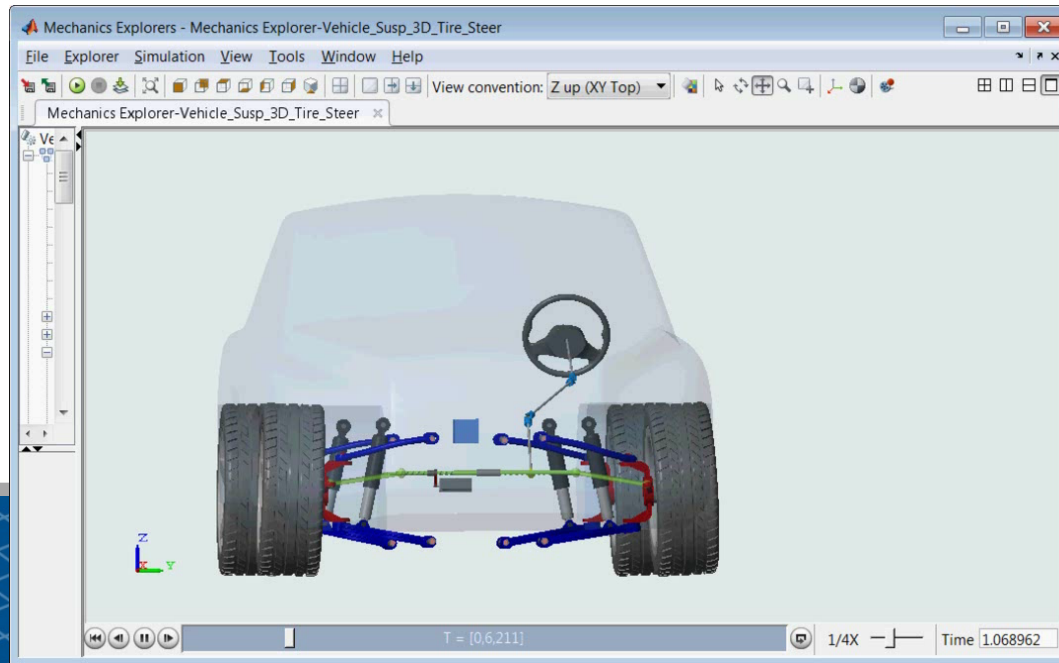 Mechanics Explorers - Mechanics Explorer-Vehicle_Susp_3D_Tire_Steer
File Explorer Simulation View Tools Window Help
View convention: Z up (XY Top)
Mechanics Explorer-Vehicle_Susp_3D_Tire_Steer
Ve
Z
X Y
T = [0,6,211]
1/4X
Time 1.068962